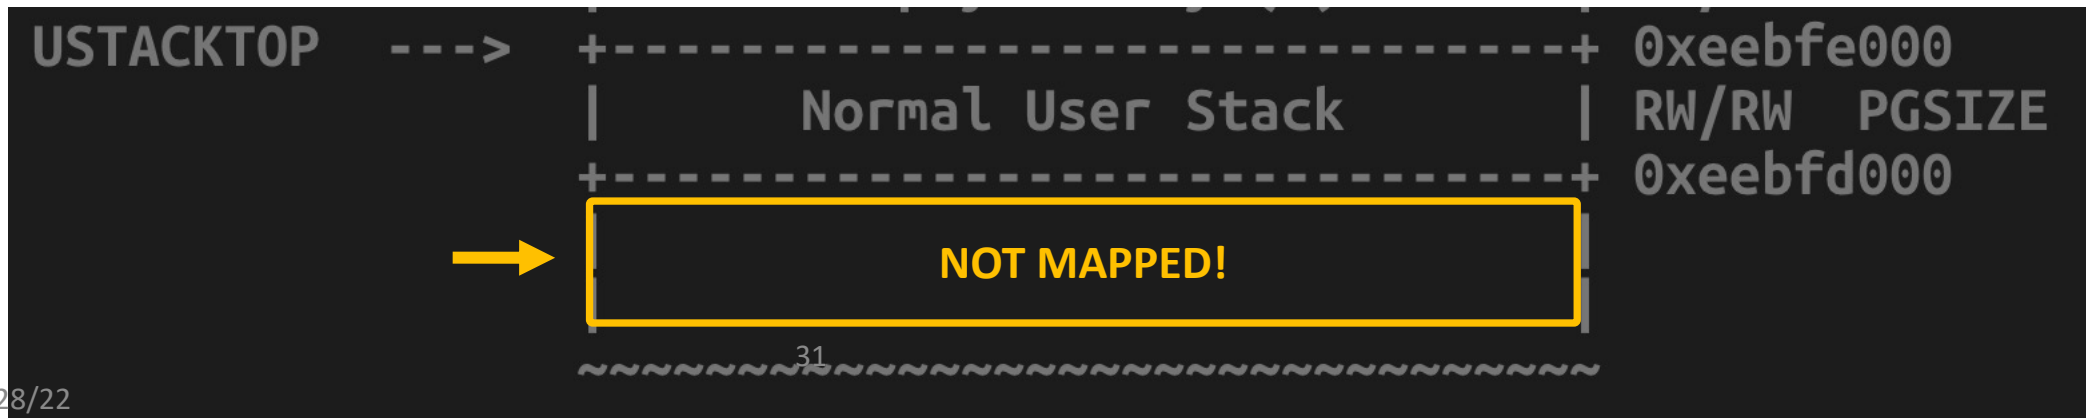 USTACKTOP ---> +------------------------------+ 0xeebfe000
| Normal User Stack | RW/RW PGSIZE
+------------------------------+ 0xeebfd000
NOT MAPPED!
31
~~~~~~~~~~~~~~~~~~~~~~~~~~~~~~~~
28/22